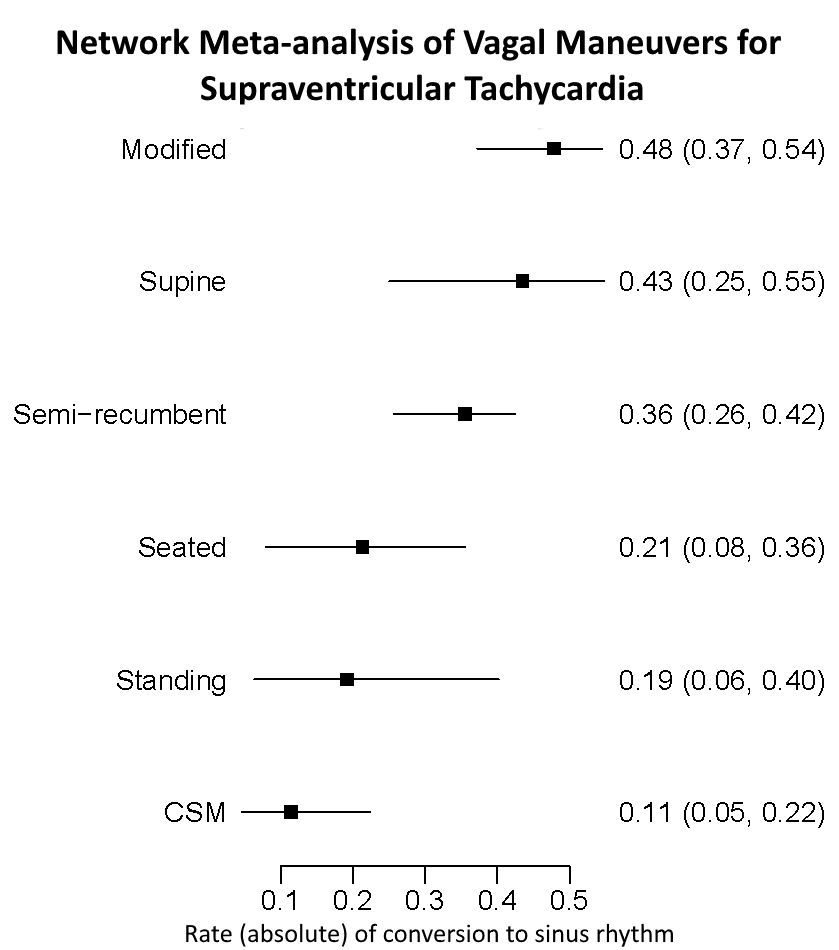 Network Meta-analysis of Vagal Maneuvers for
Supraventricular Tachycardia
Modified 0.48 (0.37, 0.54)
Supine 0.43 (0.25, 0.55)
Semi−recumbent 0.36 (0.26, 0.42)
Seated 0.21 (0.08, 0.36)
Standing 0.19 (0.06, 0.40)
CSM 0.11 (0.05, 0.22)
0.1 0.2 0.3 0.4 0.5
Rate (absolute) of conversion to sinus rhythm